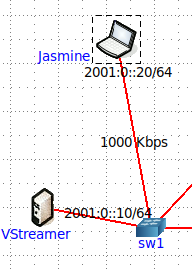 Jasmine
2001:0::20/64
1000 Kbps
2001:0::10/64
VStreamer
sw1